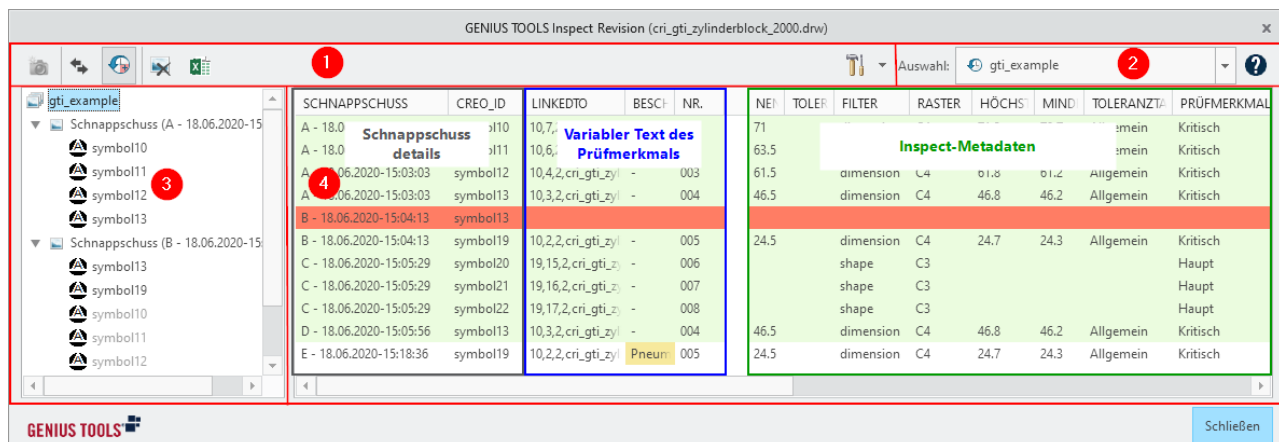 GENIUS TOOLS Inspect Revision (cri_gti_zylinderblock_2000.drw) x
1 Auswahl: gti_example 2
gti_example
Schnappschuss (A - 18.06.2020-15
symbol10
symbol11
symbol12
symbol13
3
Schnappschuss (B - 18.06.2020-15:
symbol13
symbol19
symbol10
symbol11
symbol12
SCHNAPPSCHUSS CREO_ID LINKEDTO BESCH NR. NEN TOLER FILTER RASTER HÖCHST MIND TOLERANZTA PRÜFMERKMAL
Schnappschuss details
Variabler Text des Prüfmerkmals
Inspect-Metadaten
4
A - 18.0 ol10 10,7, 71 emein Kritisch
A - 18.0 ol11 10,6, 63.5 emein Kritisch
A 06.2020-15:03:03 symbol12 10,4,2,cri_gti_zyl - 003 61.5 dimension C4 61.8 61.2 Allgemein Kritisch
A 06.2020-15:03:03 symbol13 10,3,2,cri_gti_zyl - 004 46.5 dimension C4 46.8 46.2 Allgemein Kritisch
B - 18.06.2020-15:04:13 symbol13
B - 18.06.2020-15:04:13 symbol19 10,2,2,cri_gti_zyl - 005 24.5 dimension C4 24.7 24.3 Allgemein Kritisch
C - 18.06.2020-15:05:29 symbol20 19,15,2,cri_gti_z - 006 shape C3 Haupt
C - 18.06.2020-15:05:29 symbol21 19,16,2,cri_gti_z - 007 shape C3 Haupt
C - 18.06.2020-15:05:29 symbol22 19,17,2,cri_gti_z - 008 shape C3 Haupt
D - 18.06.2020-15:05:56 symbol13 10,3,2,cri_gti_zyl - 004 46.5 dimension C4 46.8 46.2 Allgemein Kritisch
E - 18.06.2020-15:18:36 symbol19 10,2,2,cri_gti_zyl Pneum 005 24.5 dimension C4 24.7 24.3 Allgemein Kritisch
GENIUS TOOLS
Schließen